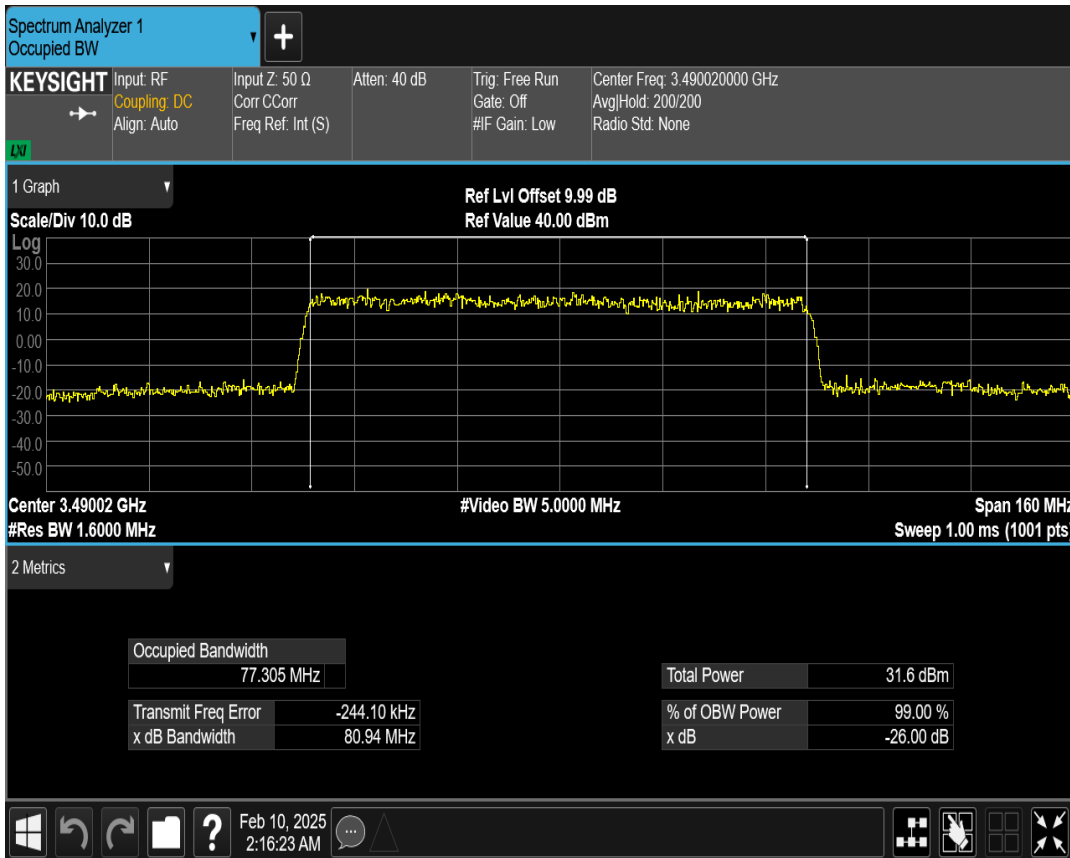 Spectrum Analyzer 1
Occupied BW
KEYSIGHT
Input: RF
Coupling: DC
Align: Auto
Input Z: 50 Ω
Corr CCorr
Freq Ref: Int (S)
Atten: 40 dB
Trig: Free Run
Gate: Off
#IF Gain: Low
Center Freq: 3.490020000 GHz
Avg|Hold: 200/200
Radio Std: None
LXI
1 Graph
Scale/Div 10.0 dB
Ref Lvl Offset 9.99 dB
Ref Value 40.00 dBm
Log
30.0
20.0
10.0
0.00
-10.0
-20.0
-30.0
-40.0
-50.0
Center 3.49002 GHz
#Res BW 1.6000 MHz
#Video BW 5.0000 MHz
Span 160 MHz
Sweep 1.00 ms (1001 pts)
2 Metrics
Occupied Bandwidth
77.305 MHz
Total Power 31.6 dBm
Transmit Freq Error -244.10 kHz
% of OBW Power 99.00 %
x dB Bandwidth 80.94 MHz
x dB -26.00 dB
?
Feb 10, 2025
2:16:23 AM